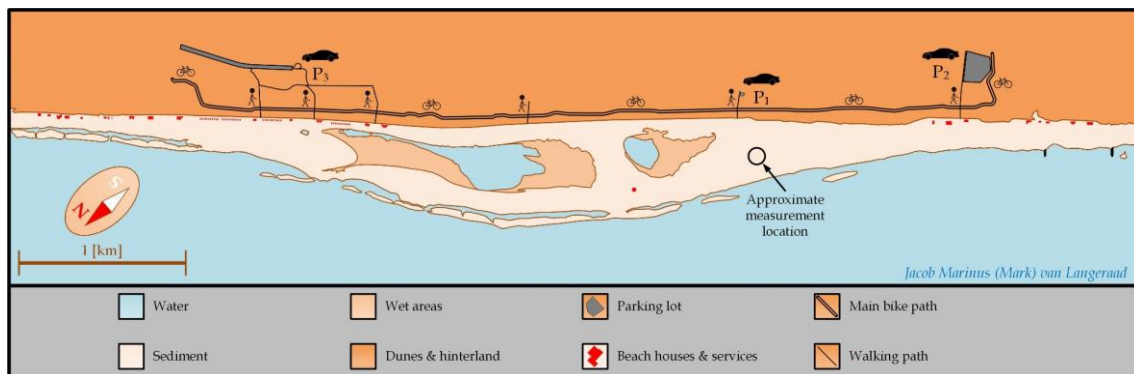 P₃
P₂
P₁
S
N
Approximate
measurement
location
1 [km]
Jacob Marinus (Mark) van Langeraad
Water
Wet areas
Parking lot
Main bike path
Sediment
Dunes & hinterland
Beach houses & services
Walking path